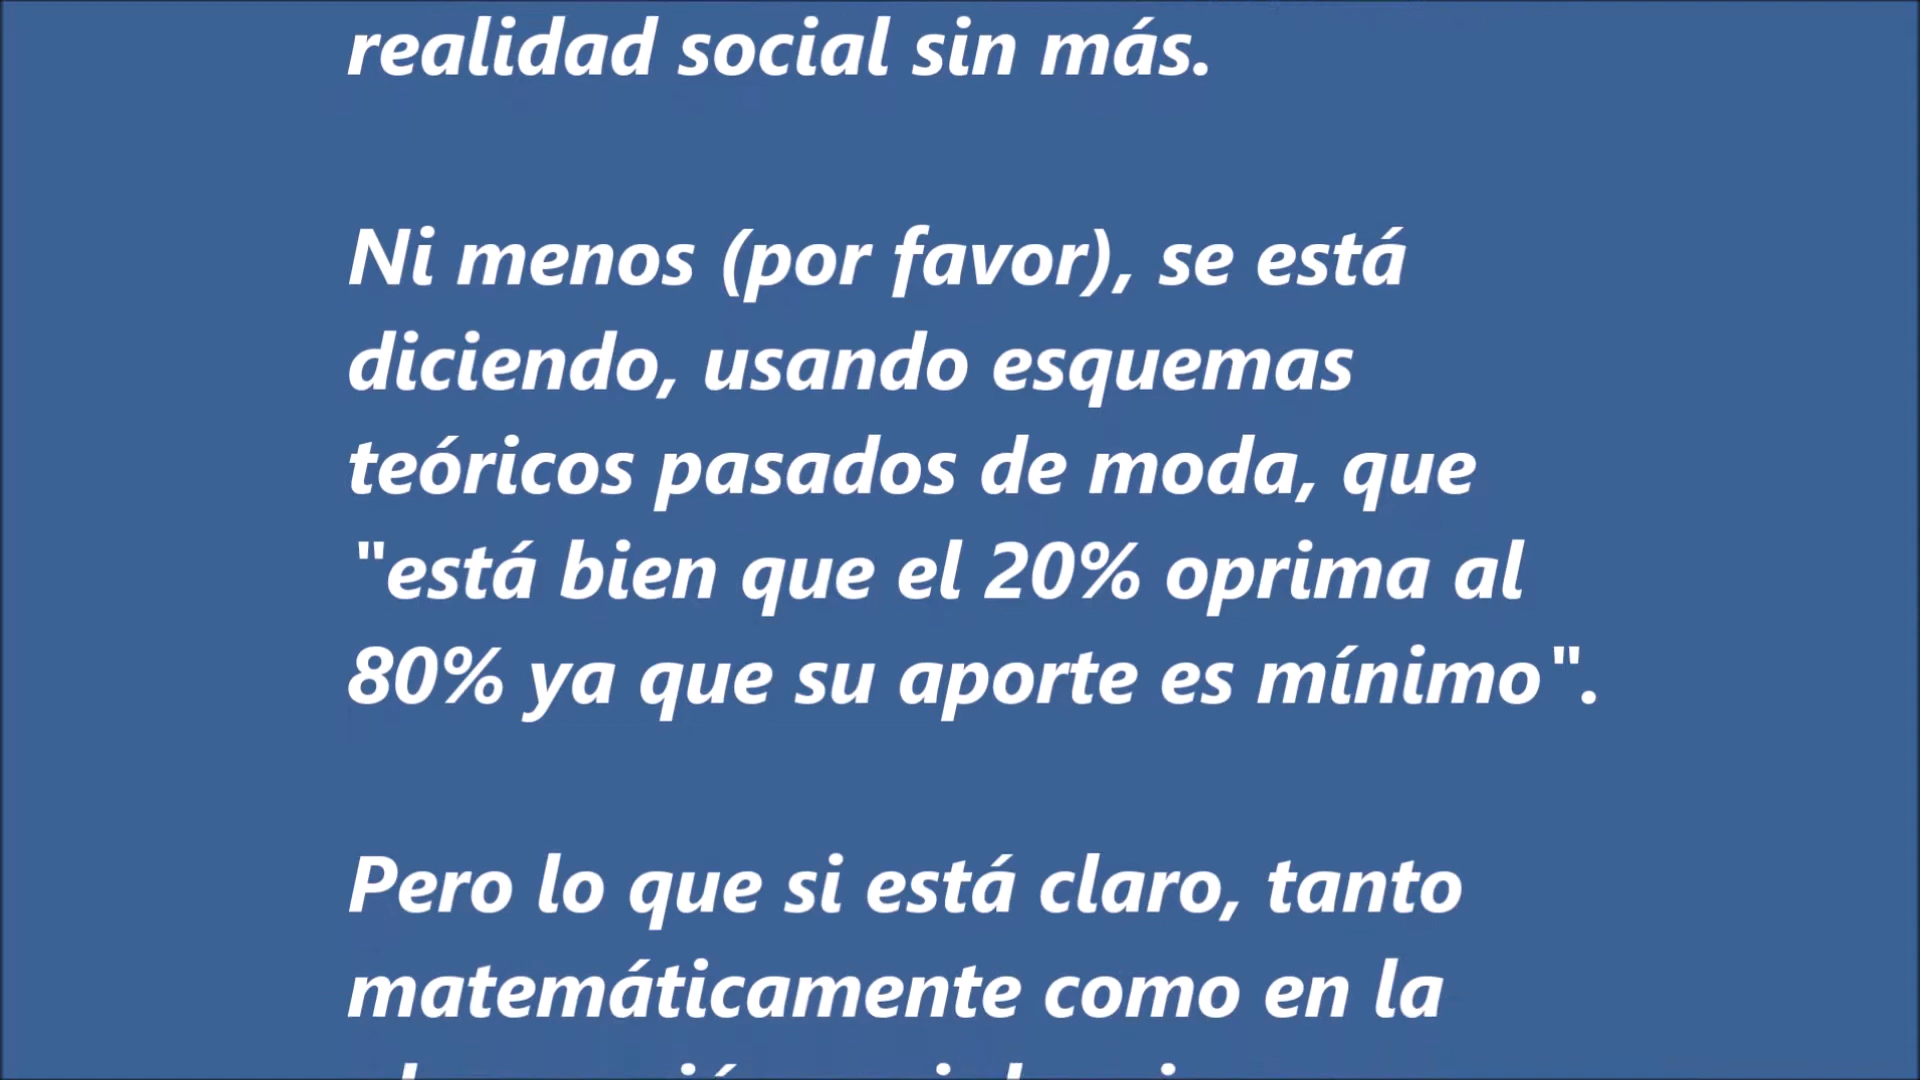 realidad social sin más.
Ni menos (por favor), se está
diciendo, usando esquemas
teóricos pasados de moda, que
"está bien que el 20% oprima al
80% ya que su aporte es mínimo".
Pero lo que si está claro, tanto
matemáticamente como en la